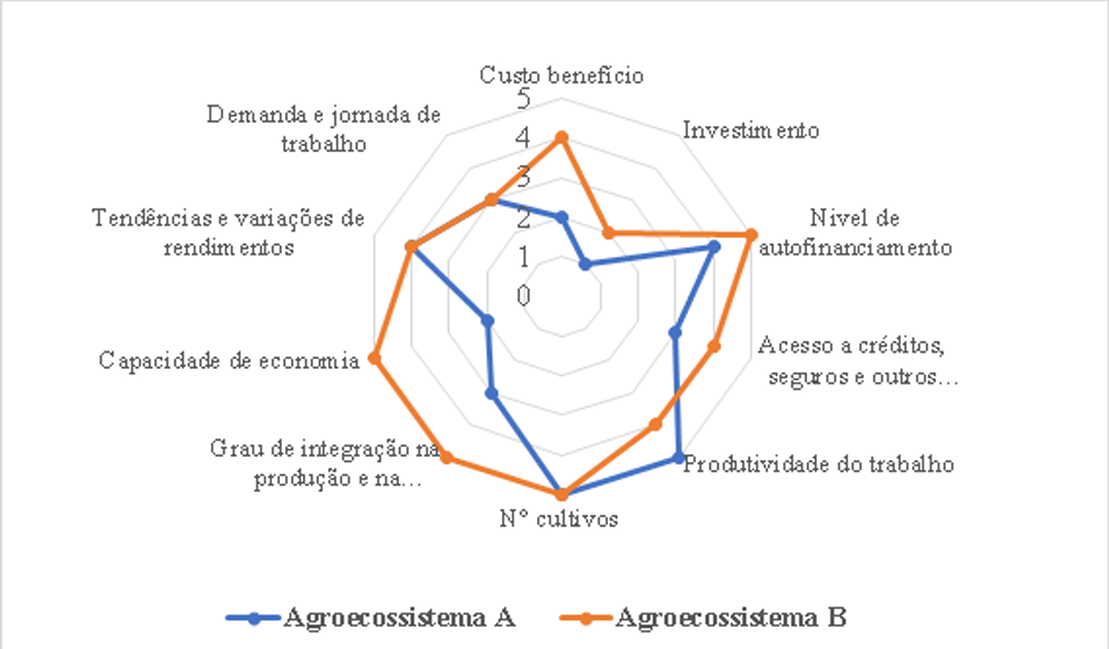 Custo benefício
5
4
3
2
1
0
Investimento
Nivel de
autofinanciamento
Acesso a créditos,
seguros e outros...
Produtividade do trabalho
N° cultivos
Grau de integração na
produção e na...
Capacidade de economia
Tendências e variações de
rendimentos
Demanda e jornada de
trabalho
Agroecossistema A
Agroecossistema B